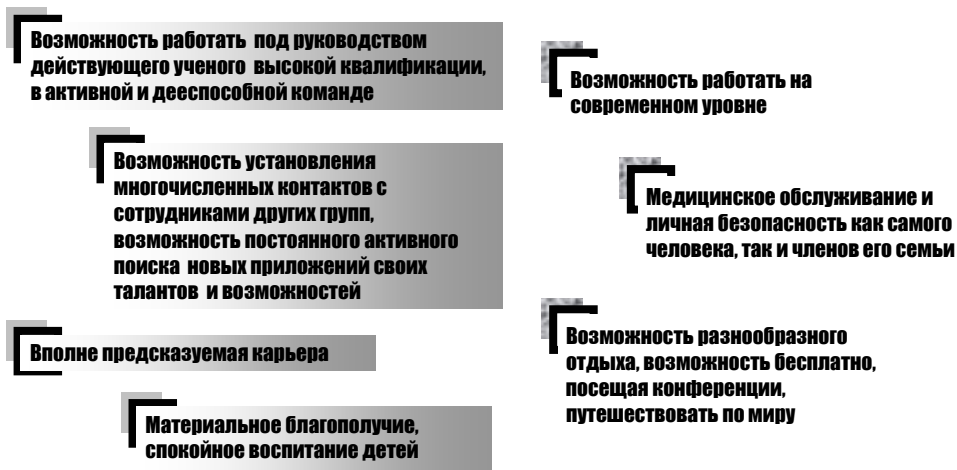 Возможность работать под руководством
действующего ученого высокой квалификации,
в активной и дееспособной команде
Возможность установления
многочисленных контактов с
сотрудниками других групп,
возможность постоянного активного
поиска новых приложений своих
талантов и возможностей
Вполне предсказуемая карьера
Материальное благополучие,
спокойное воспитание детей
Возможность работать на
современном уровне
Медицинское обслуживание и
личная безопасность как самого
человека, так и членов его семьи
Возможность разнообразного
отдыха, возможность бесплатно,
посещая конференции,
путешествовать по миру